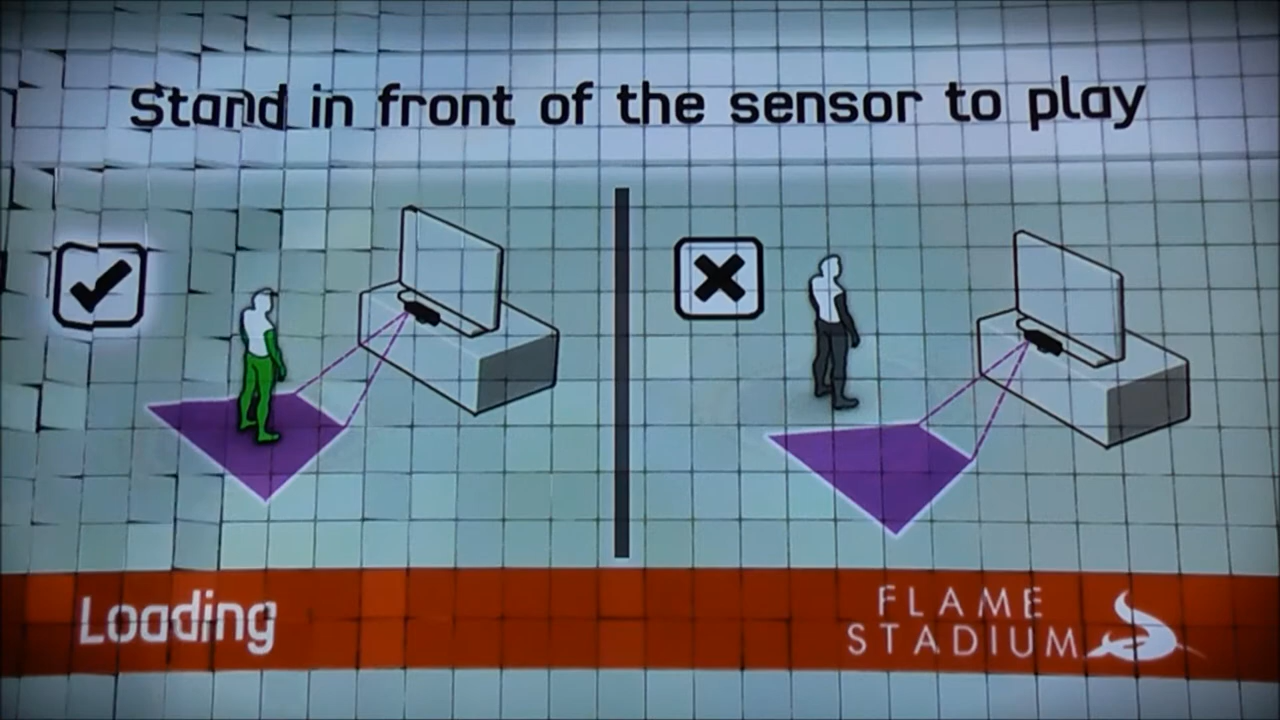 Stand in front of the sensor to play
Loading
FLAME
STADIUM